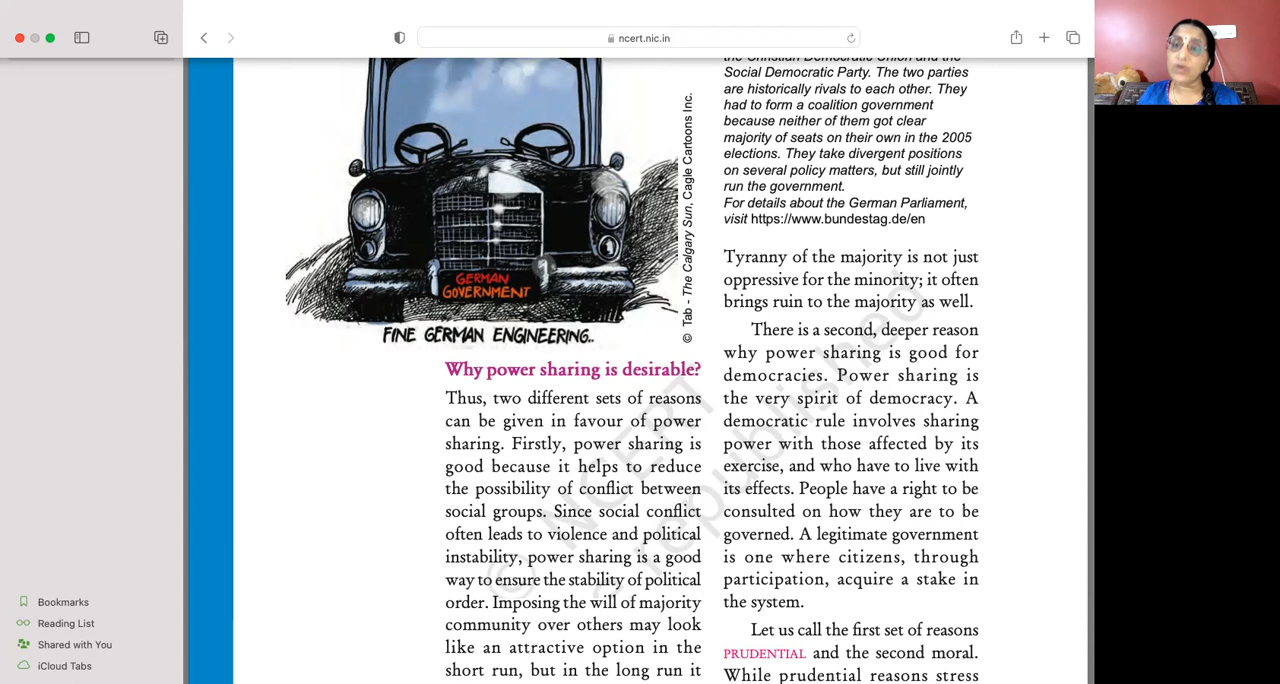 ncert.nic.in
the Christian Democratic Union and the
Social Democratic Party. The two parties
are historically rivals to each other. They
had to form a coalition government
because neither of them got clear
majority of seats on their own in the 2005
elections. They take divergent positions
on several policy matters, but still jointly
run the government.
For details about the German Parliament,
visit https://www.bundestag.de/en
© Tab - The Calgary Sun, Cagle Cartoons Inc.
GERMAN
GOVERNMENT
FINE GERMAN ENGINEERING..
Why power sharing is desirable?
Thus, two different sets of reasons
can be given in favour of power
sharing. Firstly, power sharing is
good because it helps to reduce
the possibility of conflict between
social groups. Since social conflict
often leads to violence and political
instability, power sharing is a good
way to ensure the stability of political
order. Imposing the will of majority
community over others may look
like an attractive option in the
short run, but in the long run it
Tyranny of the majority is not just
oppressive for the minority; it often
brings ruin to the majority as well.
There is a second, deeper reason
why power sharing is good for
democracies. Power sharing is
the very spirit of democracy. A
democratic rule involves sharing
power with those affected by its
exercise, and who have to live with
its effects. People have a right to be
consulted on how they are to be
governed. A legitimate government
is one where citizens, through
participation, acquire a stake in
the system.
Let us call the first set of reasons
PRUDENTIAL and the second moral.
While prudential reasons stress
© NCERT
republished
Bookmarks
Reading List
Shared with You
iCloud Tabs